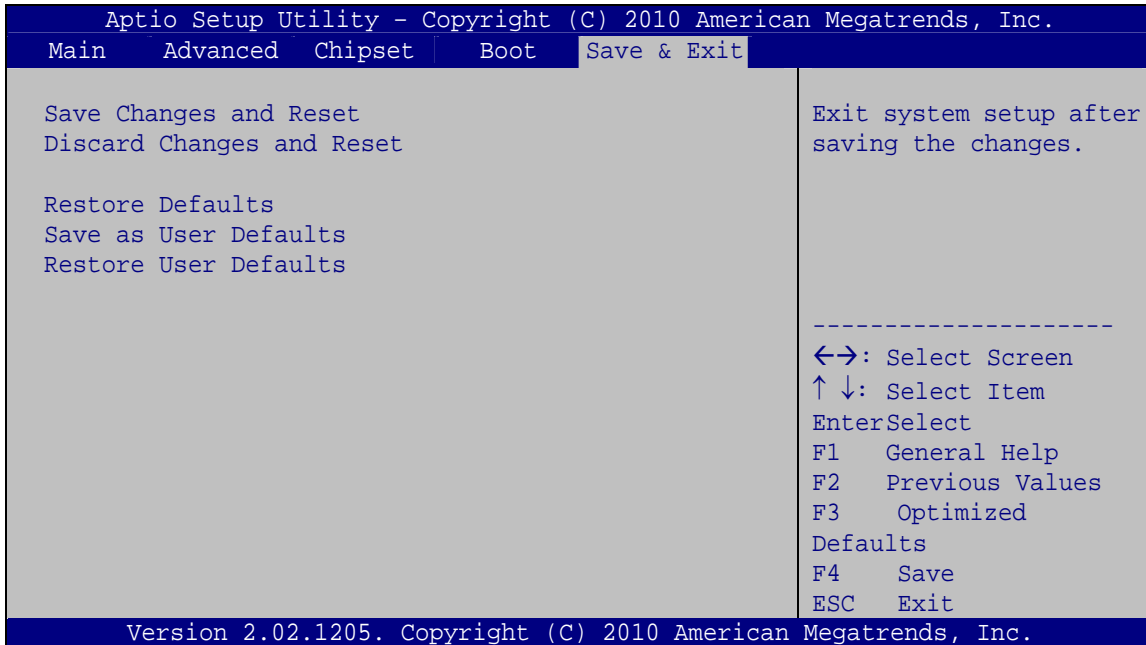 Aptio Setup Utility – Copyright (C) 2010 American Megatrends, Inc.
Main Advanced Chipset Boot Save & Exit
Save Changes and Reset
Discard Changes and Reset
Restore Defaults
Save as User Defaults
Restore User Defaults
Exit system setup after
saving the changes.
---------------------
←→: Select Screen
↑ ↓: Select Item
EnterSelect
F1 General Help
F2 Previous Values
F3 Optimized
Defaults
F4 Save
ESC Exit
Version 2.02.1205. Copyright (C) 2010 American Megatrends, Inc.